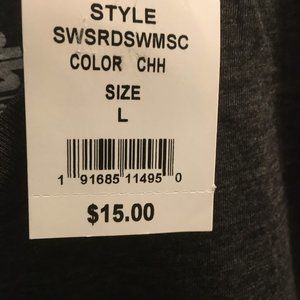 STYLE
SWSRDSWMSC
COLOR CHH
SIZE
L
1 91685 11495 0
$15.00